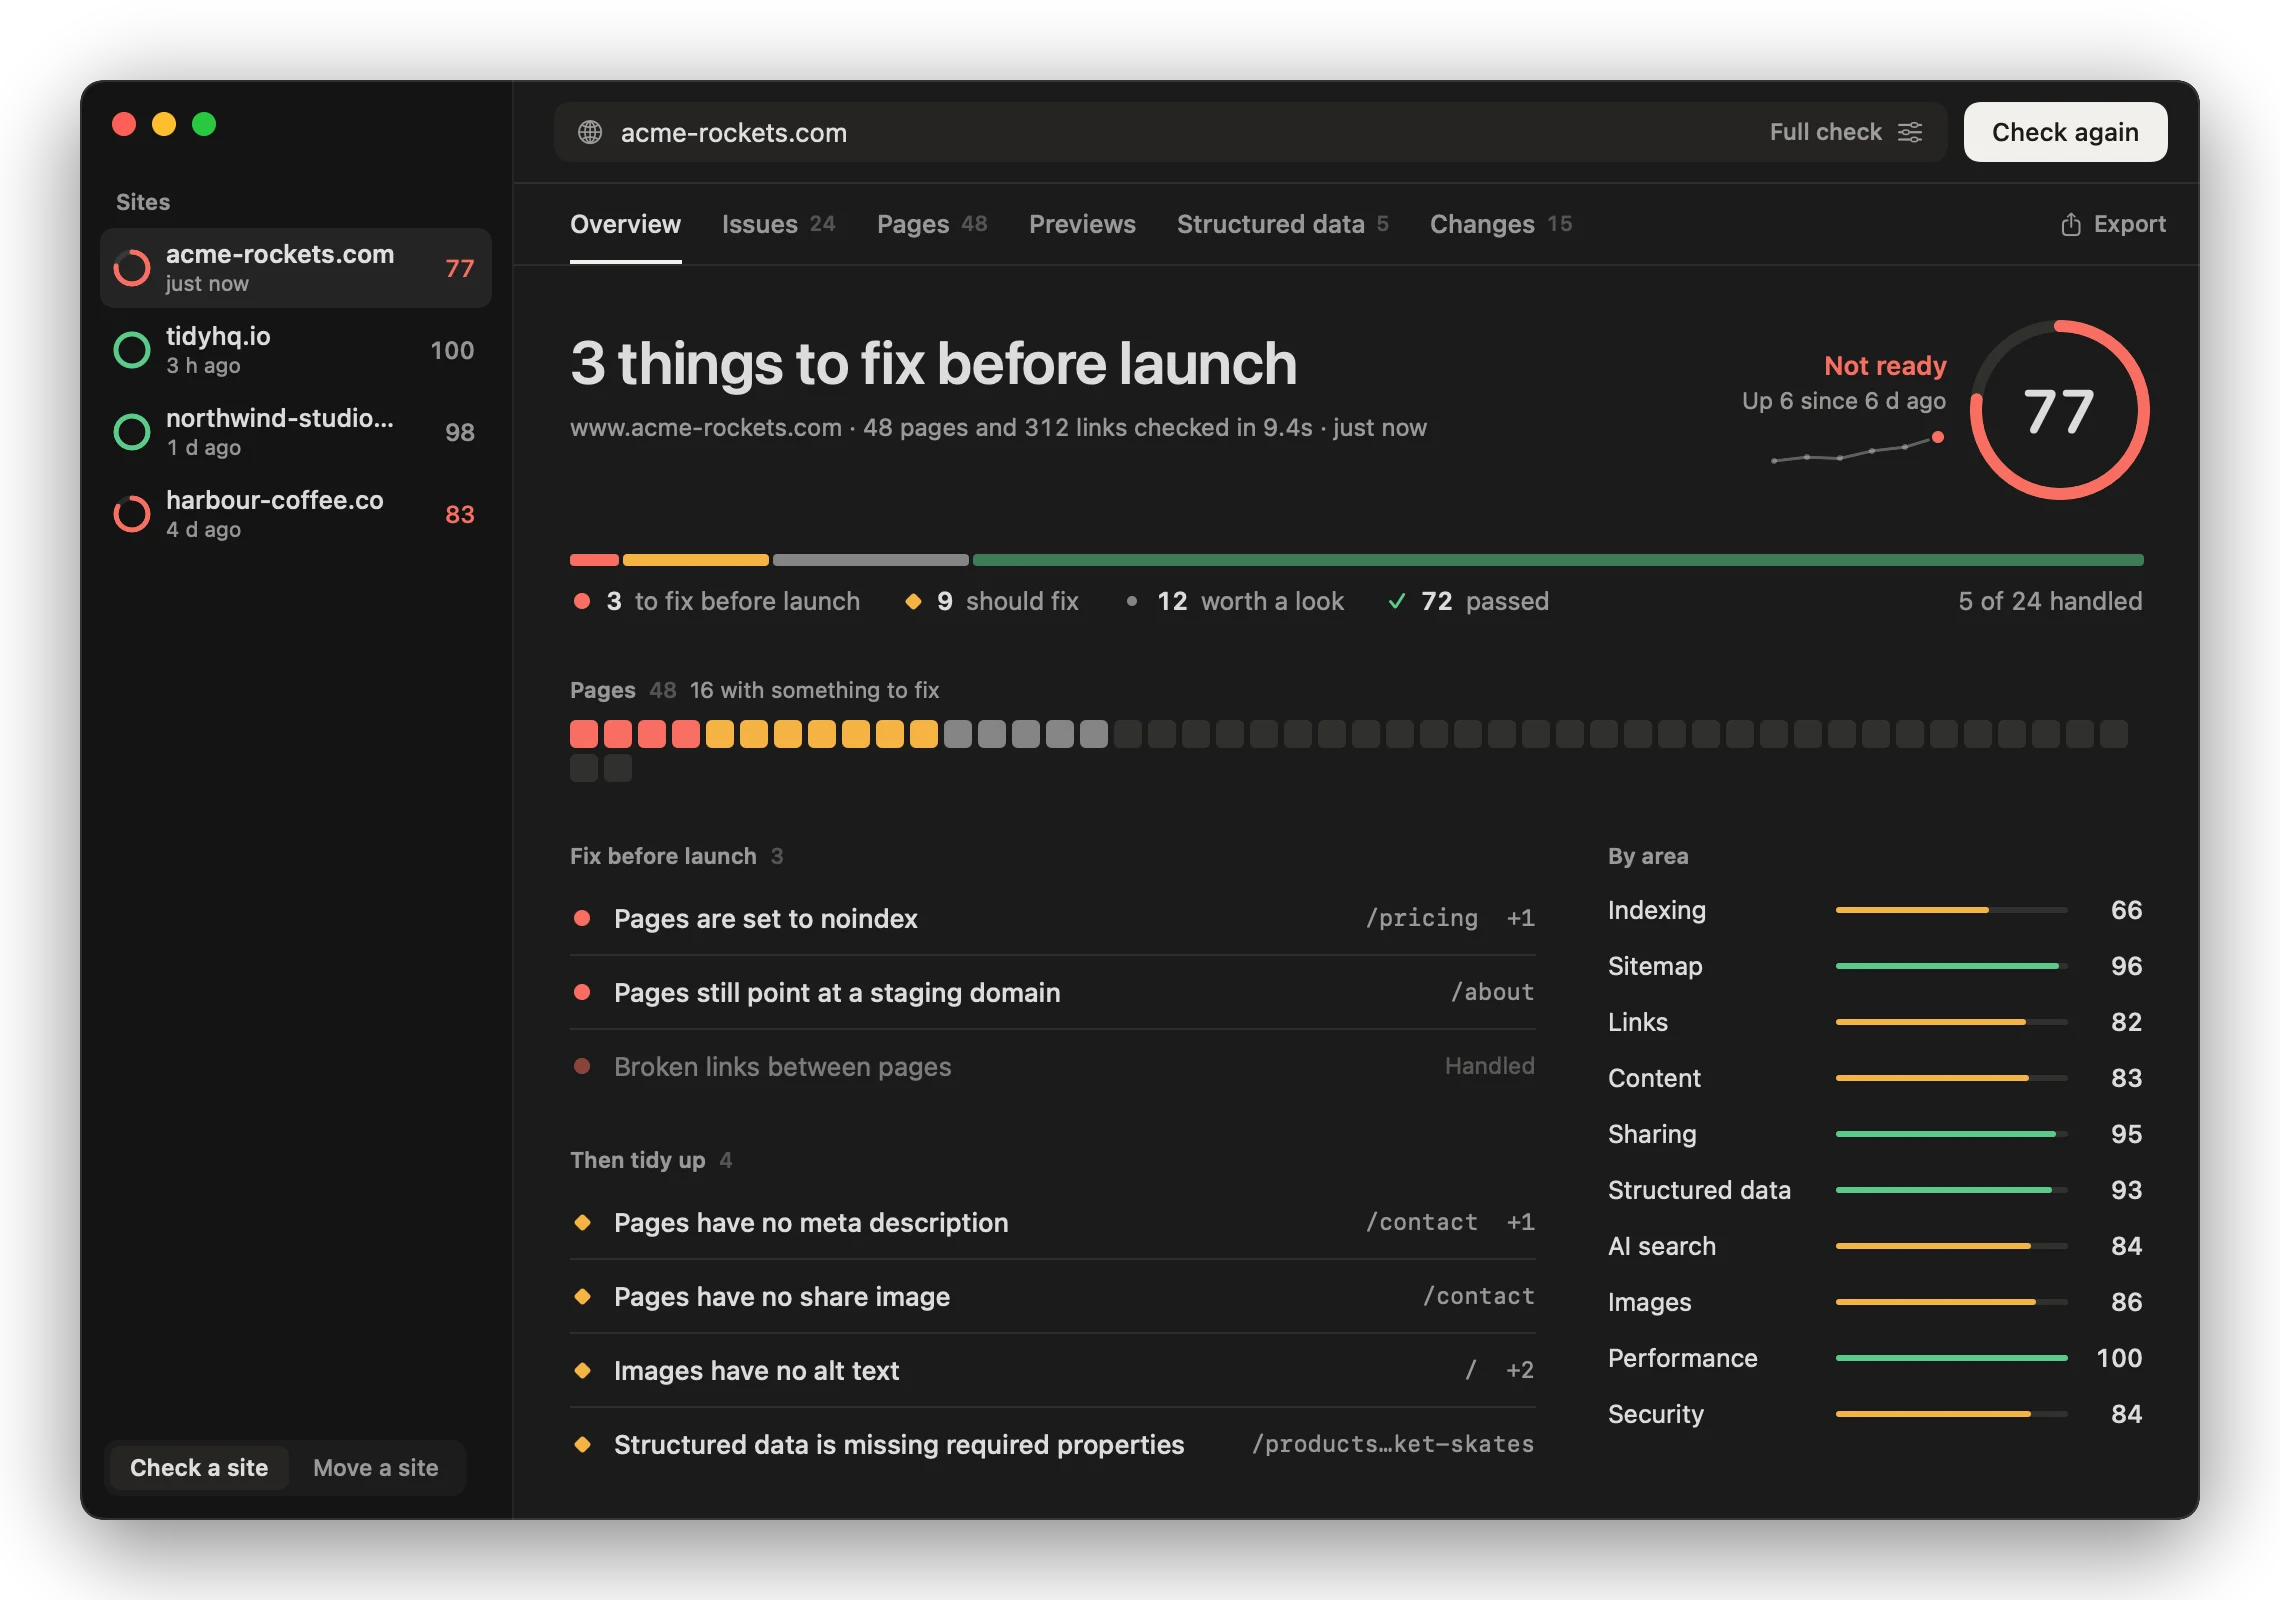 Sites
acme-rockets.com
just now
77
tidyhq.io
3 h ago
100
northwind-studio...
1 d ago
98
harbour-coffee.co
4 d ago
83
Check a site
Move a site
acme-rockets.com
Full check
Check again
Overview
Issues 24
Pages 48
Previews
Structured data 5
Changes 15
Export
3 things to fix before launch
www.acme-rockets.com · 48 pages and 312 links checked in 9.4s · just now
Not ready
Up 6 since 6 d ago
77
3 to fix before launch
9 should fix
12 worth a look
72 passed
5 of 24 handled
Pages 48 16 with something to fix
Fix before launch 3
Pages are set to noindex /pricing +1
Pages still point at a staging domain /about
Broken links between pages Handled
Then tidy up 4
Pages have no meta description /contact +1
Pages have no share image /contact
Images have no alt text / +2
Structured data is missing required properties /products…ket-skates
By area
Indexing 66
Sitemap 96
Links 82
Content 83
Sharing 95
Structured data 93
AI search 84
Images 86
Performance 100
Security 84